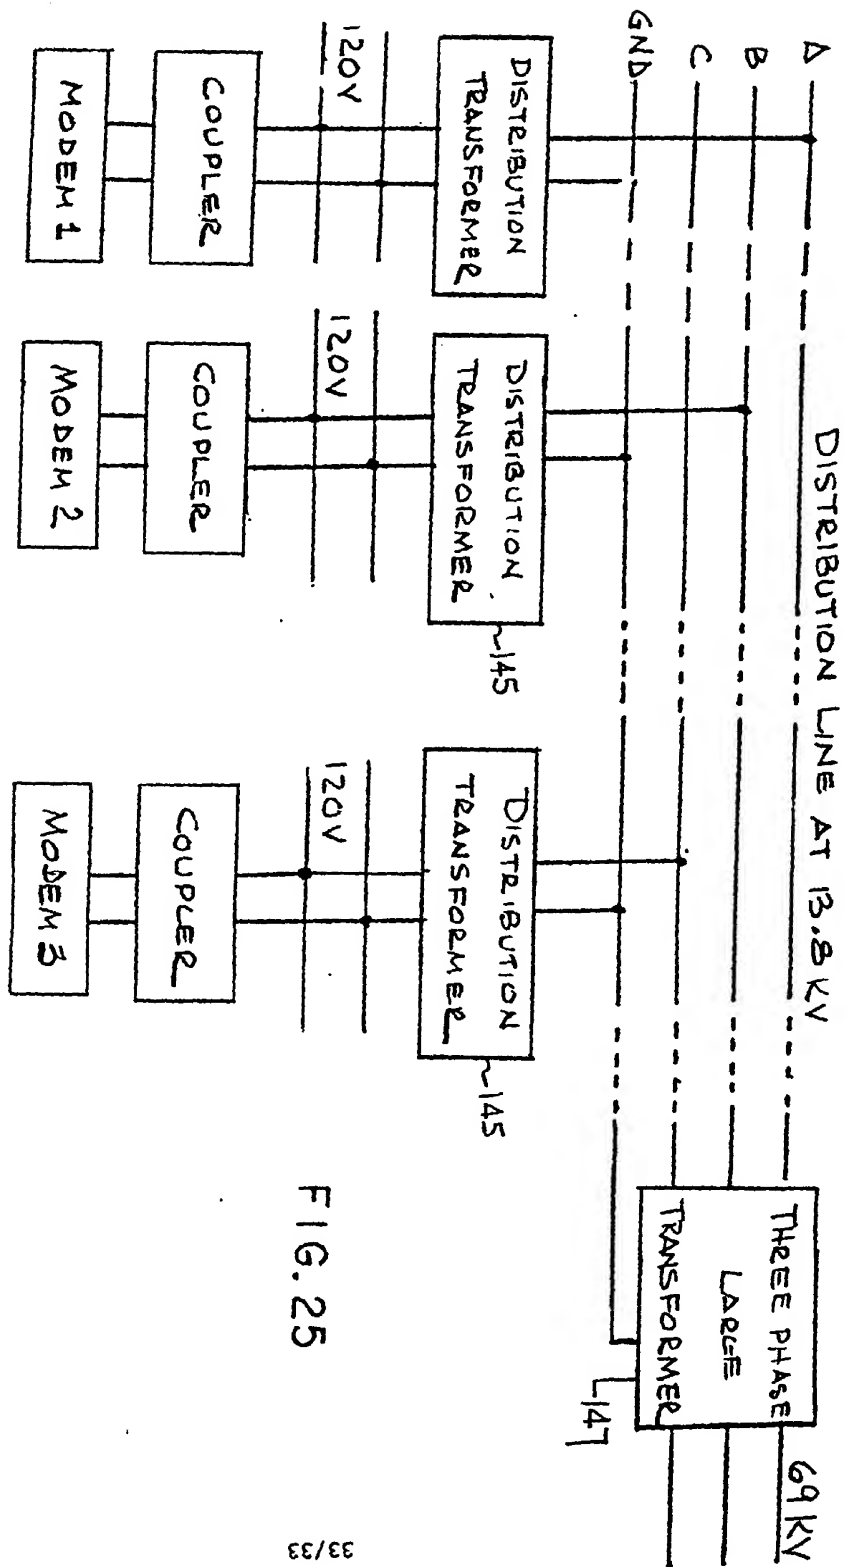 DISTRIBUTION LINE AT 13.8 KV
A
B
C
GND
69 KV
THREE PHASE
LARGE
TRANSFORMER
147
DISTRIBUTION
TRANSFORMER
DISTRIBUTION
TRANSFORMER
145
DISTRIBUTION
TRANSFORMER
145
120V
120V
120V
COUPLER
COUPLER
COUPLER
MODEM 1
MODEM 2
MODEM 3
FIG. 25
33/33